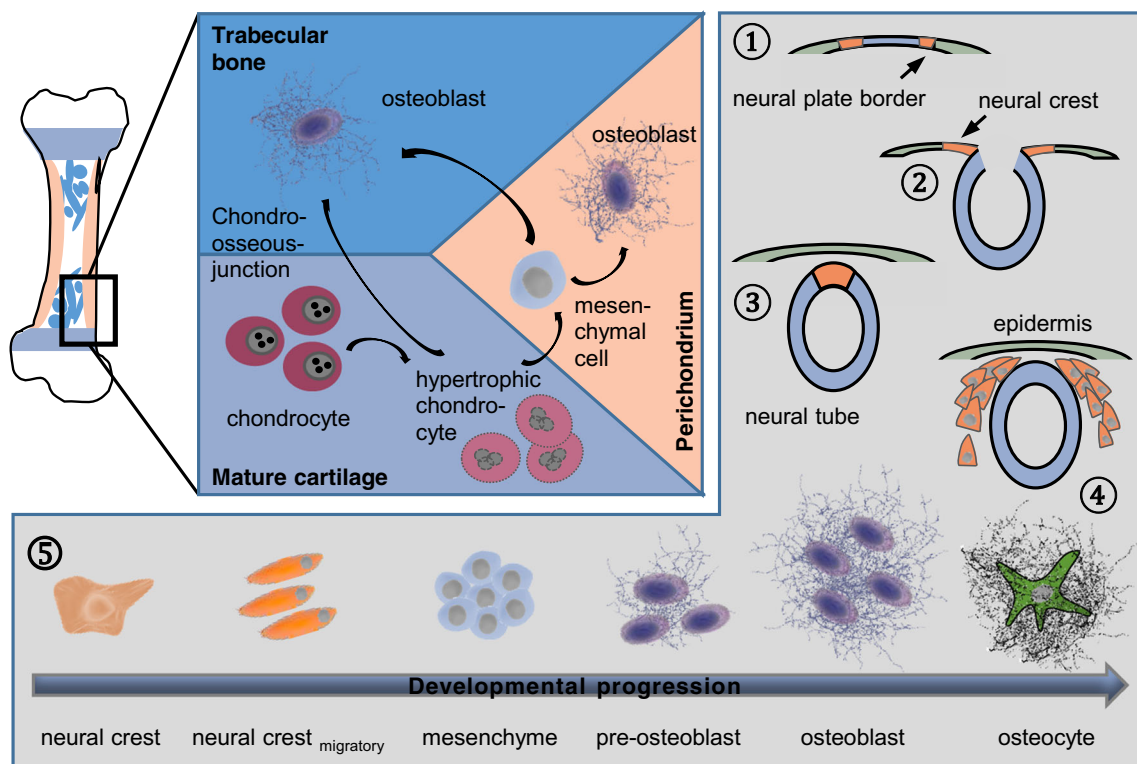 Trabecular
bone
osteoblast
osteoblast
Chondro-
osseous-
junction
mesen-
chymal
cell
chondrocyte
hypertrophic
chondro-
cyte
Mature cartilage
Perichondrium
①
neural plate border
neural crest
②
③
neural tube
epidermis
④
⑤
Developmental progression
neural crest
neural crest migratory
mesenchyme
pre-osteoblast
osteoblast
osteocyte